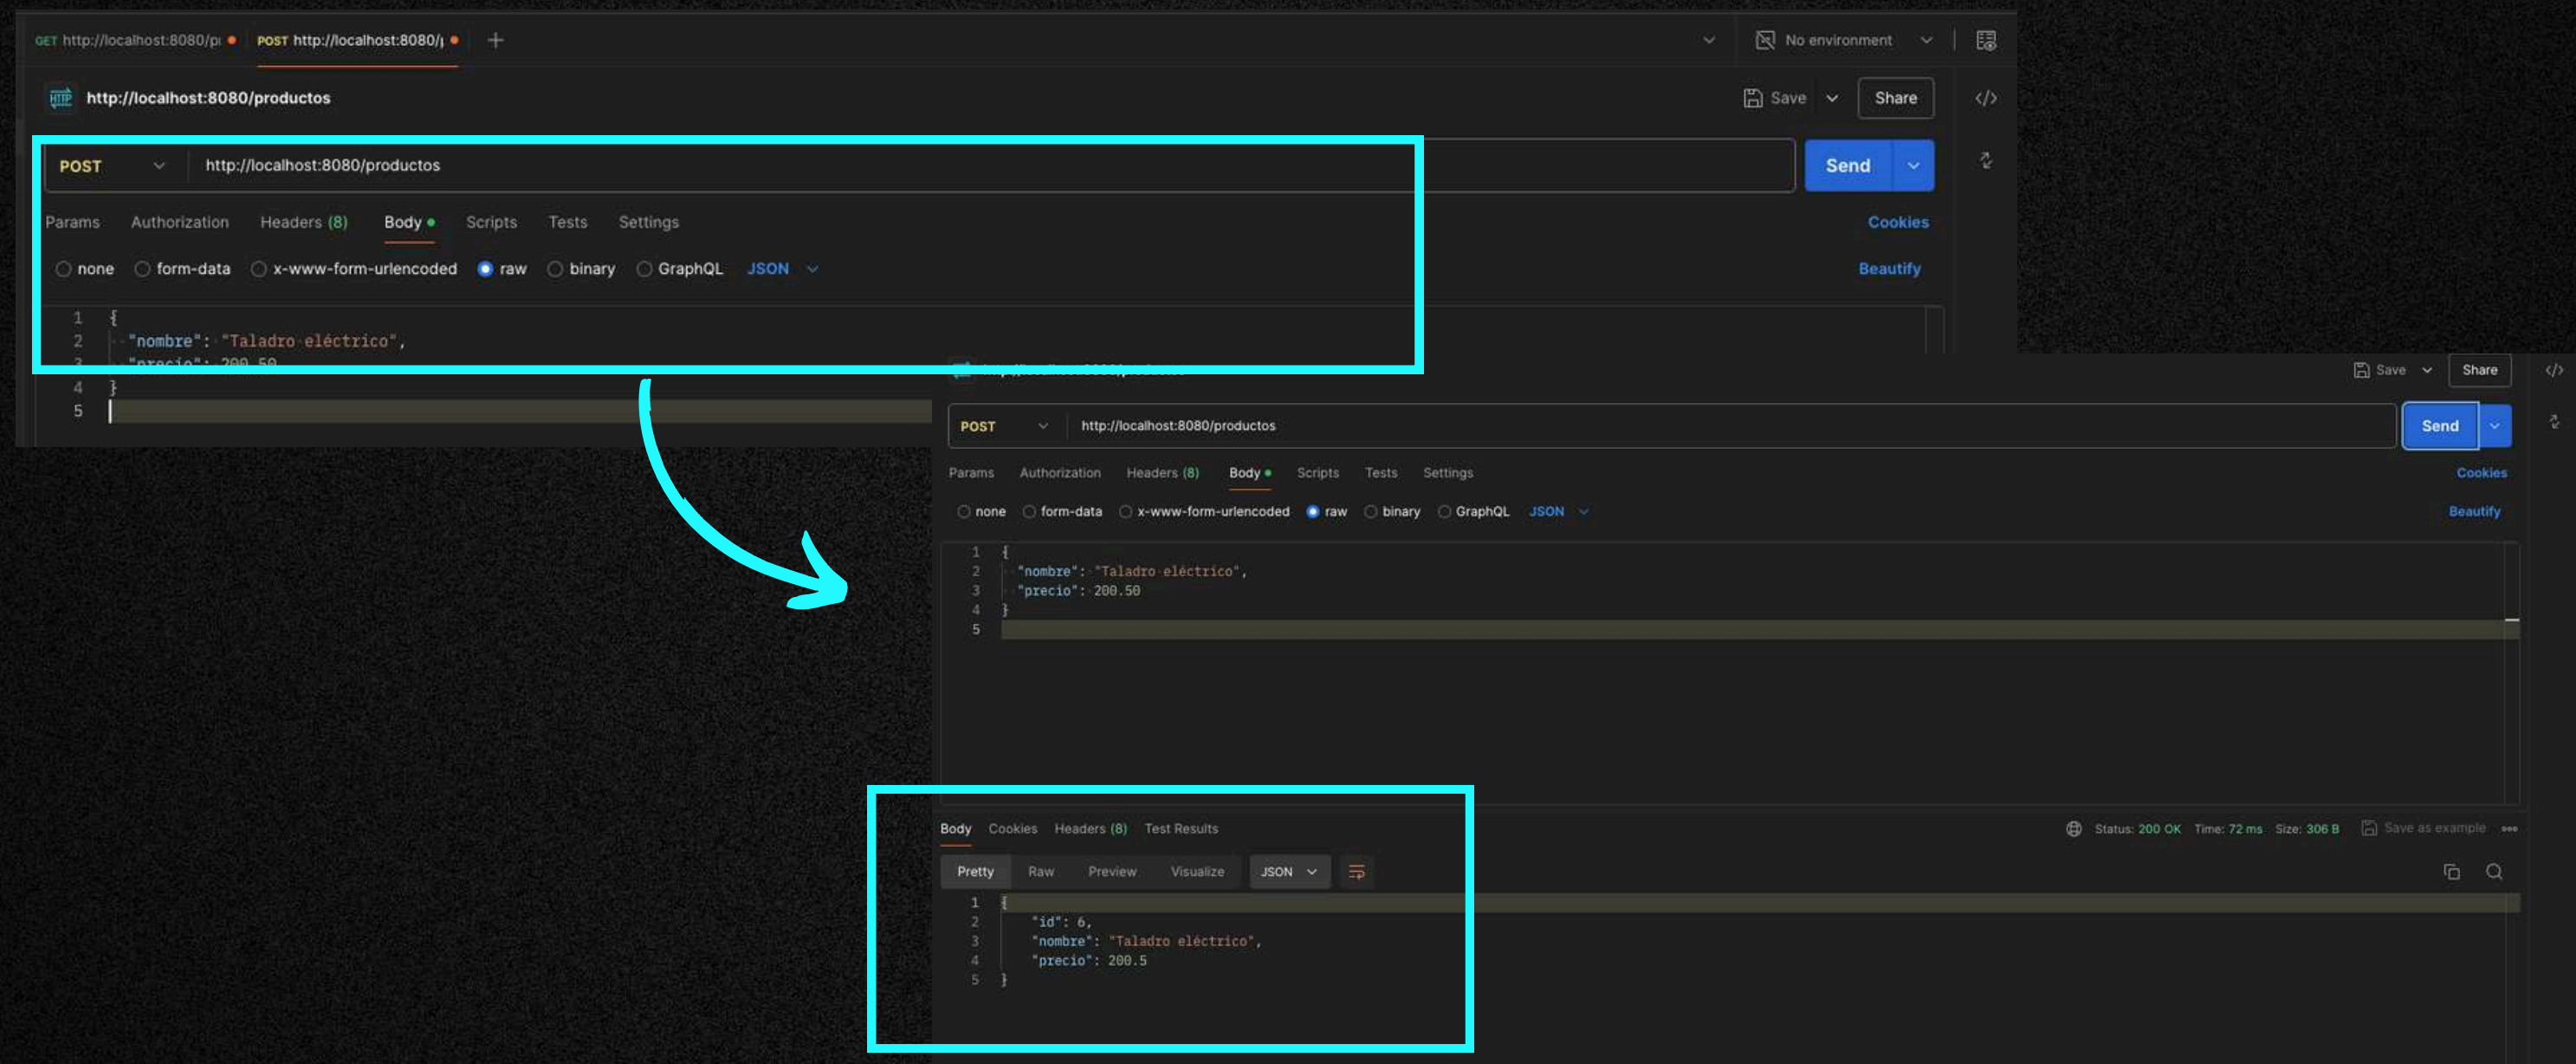 GET http://localhost:8080/p
POST http://localhost:8080/
No environment
HTTP http://localhost:8080/productos
Save
Share
POST http://localhost:8080/productos
Send
Params Authorization Headers (8) Body Scripts Tests Settings
Cookies
none form-data x-www-form-urlencoded raw binary GraphQL JSON
Beautify
1 {
2 "nombre": "Taladro eléctrico",
3 "precio": 200.50
4 }
5
Save
Share
POST http://localhost:8080/productos
Send
Params Authorization Headers (8) Body Scripts Tests Settings
Cookies
none form-data x-www-form-urlencoded raw binary GraphQL JSON
Beautify
1 {
2 "nombre": "Taladro eléctrico",
3 "precio": 200.50
4 }
5
Body Cookies Headers (8) Test Results
Status: 200 OK Time: 72 ms Size: 306 B Save as example
Pretty Raw Preview Visualize JSON
1 {
2 "id": 6,
3 "nombre": "Taladro eléctrico",
4 "precio": 200.5
5 }